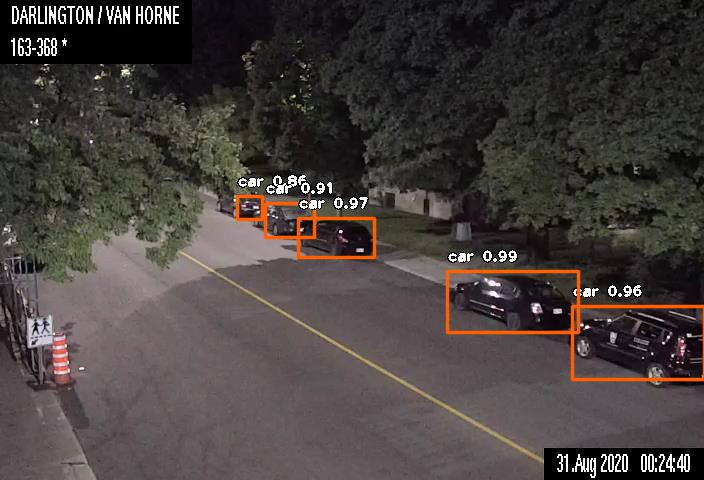 DARLINGTON / VAN HORNE
163-368 *
car 0.86
car 0.91
car 0.97
car 0.99
car 0.96
31.Aug 2020 00:24:40